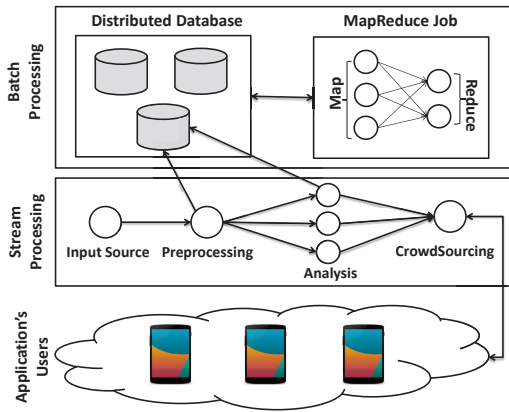 Distributed Database
MapReduce Job
Batch
Processing
Map
Reduce
Stream
Processing
Input Source
Preprocessing
Analysis
CrowdSourcing
Application's
Users